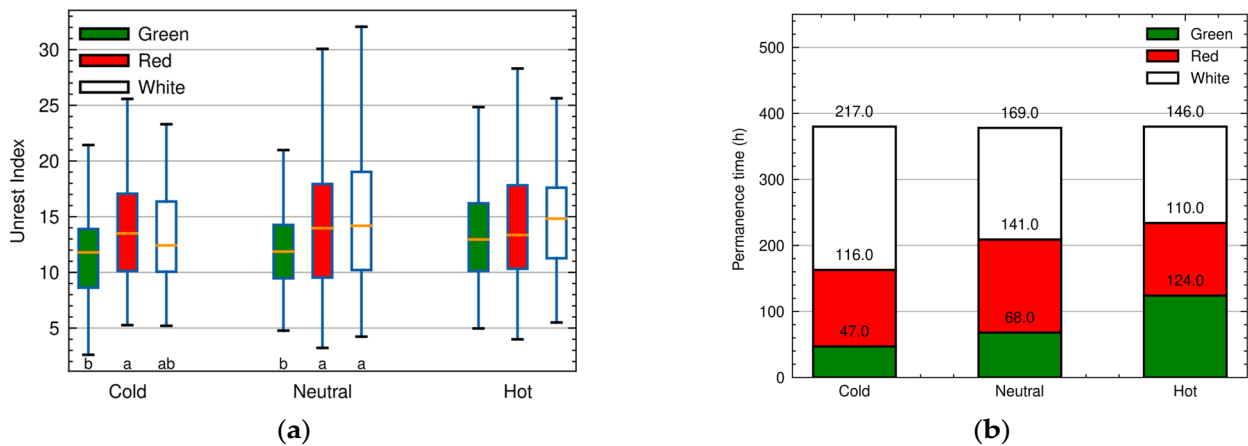 Unrest Index
30
25
20
15
10
5
Green
Red
White
b a ab b a a
Cold Neutral Hot
(a)
Permanence time (h)
500
400
300
200
100
0
Green
Red
White
217.0 169.0 146.0
116.0 141.0 110.0
47.0 68.0 124.0
Cold Neutral Hot
(b)